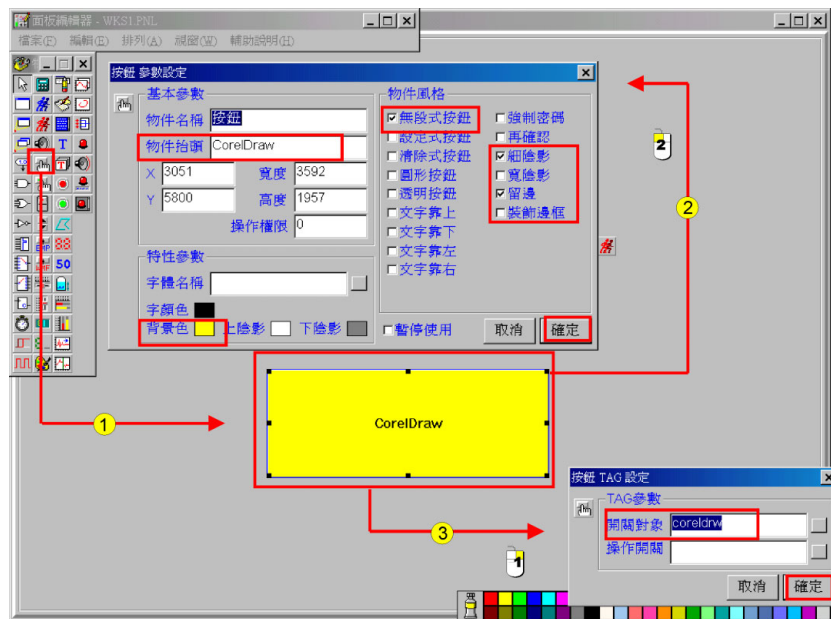 面板編輯器 - WKS1.PNL
檔案(F) 編輯(E) 排列(A) 視窗(W) 輔助說明(H)
按鈕 參數設定
基本參數
物件名稱 按鈕
物件抬頭 CorelDraw
X 3051 寬度 3592
Y 5800 高度 1957
操作權限 0
特性參數
字體名稱
字顏色
背景色 上陰影 下陰影
物件風格
無段式按鈕 強制密碼
設定式按鈕 再確認
清除式按鈕 細陰影
圓形按鈕 寬陰影
透明按鈕 留邊
文字靠上 裝飾邊框
文字靠下
文字靠左
文字靠右
暫停使用 取消 確定
T
T
88
50
2
2
1
CorelDraw
3
1
按鈕 TAG 設定
TAG參數
開關對象 coreldrw
操作開關
取消 確定